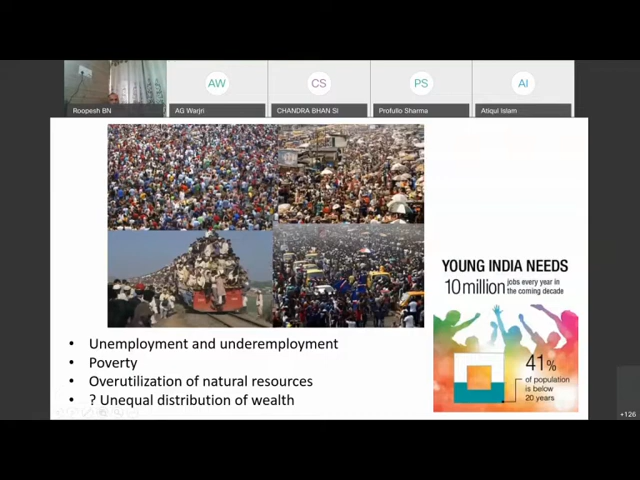 AW
CS
PS
AI
Roopesh BN
AG Warjri
CHANDRA BHAN SI
Profullo Sharma
Atiqul Islam
YOUNG INDIA NEEDS
10 million jobs every year in
the coming decade
41%
of population
is below
20 years
• Unemployment and underemployment
• Poverty
• Overutilization of natural resources
• ? Unequal distribution of wealth
+126